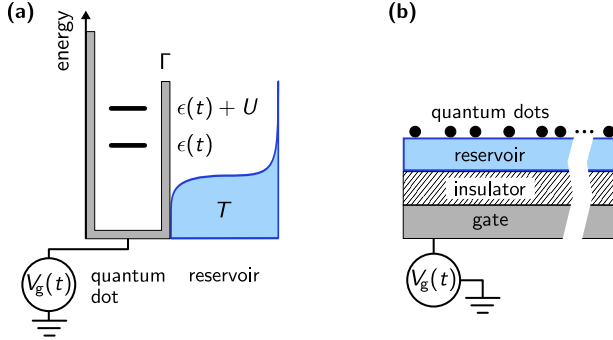 (a)
energy
Γ
ϵ(t) + U
ϵ(t)
T
V_g(t)
quantum
dot
reservoir
(b)
quantum dots
...
reservoir
insulator
gate
V_g(t)